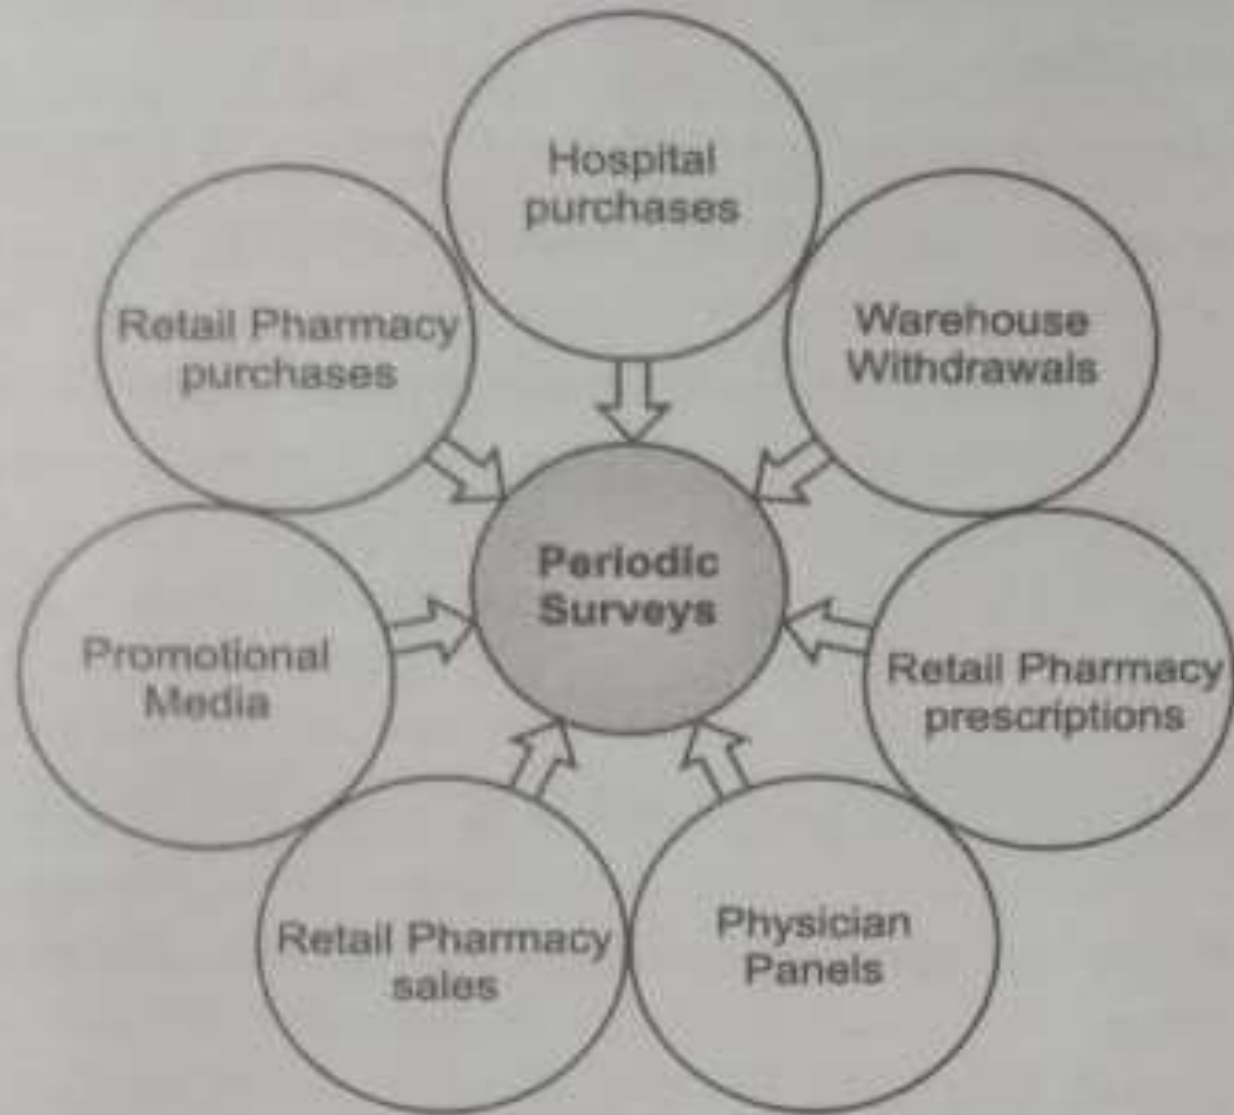 Hospital
purchases
Warehouse
Withdrawals
Retail Pharmacy
prescriptions
Physician
Panels
Retail Pharmacy
sales
Promotional
Media
Retail Pharmacy
purchases
Periodic
Surveys